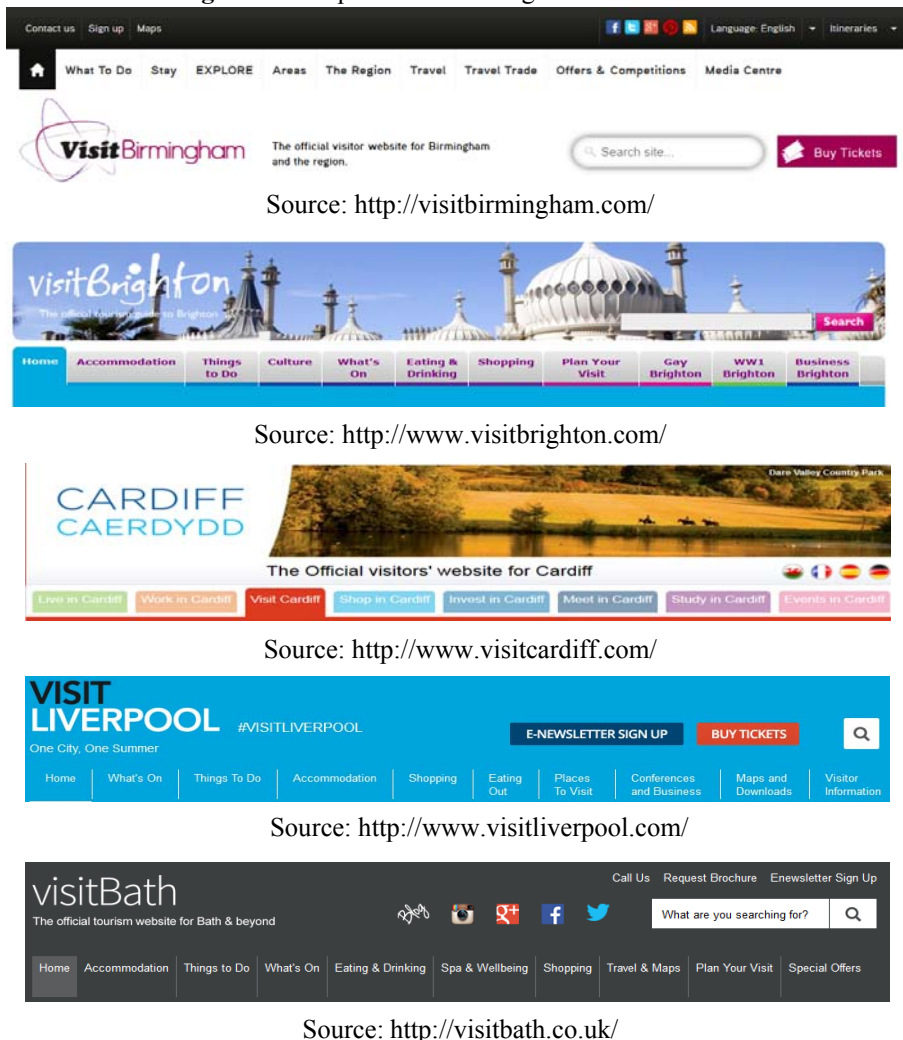 Contact us Sign up Maps Language: English Itineraries
What To Do Stay EXPLORE Areas The Region Travel Travel Trade Offers & Competitions Media Centre
VisitBirmingham
The official visitor website for Birmingham
and the region.
Search site...
Buy Tickets
Source: http://visitbirmingham.com/
visitBrighton
The official tourism guide to Brighton
Search
Home Accommodation Things to Do Culture What's On Eating & Drinking Shopping Plan Your Visit Gay Brighton WW1 Brighton Business Brighton
Source: http://www.visitbrighton.com/
Dare Valley Country Park
CARDIFF
CAERDYDD
The Official visitors' website for Cardiff
Live in Cardiff Work in Cardiff Visit Cardiff Shop in Cardiff Invest in Cardiff Meet in Cardiff Study in Cardiff Events in Cardiff
Source: http://www.visitcardiff.com/
VISIT
LIVERPOOL #VISITLIVERPOOL
One City, One Summer
E-NEWSLETTER SIGN UP BUY TICKETS
Home What's On Things To Do Accommodation Shopping Eating Out Places To Visit Conferences and Business Maps and Downloads Visitor Information
Source: http://www.visitliverpool.com/
Call Us Request Brochure Enewsletter Sign Up
visitBath
The official tourism website for Bath & beyond
What are you searching for?
Home Accommodation Things to Do What's On Eating & Drinking Spa & Wellbeing Shopping Travel & Maps Plan Your Visit Special Offers
Source: http://visitbath.co.uk/